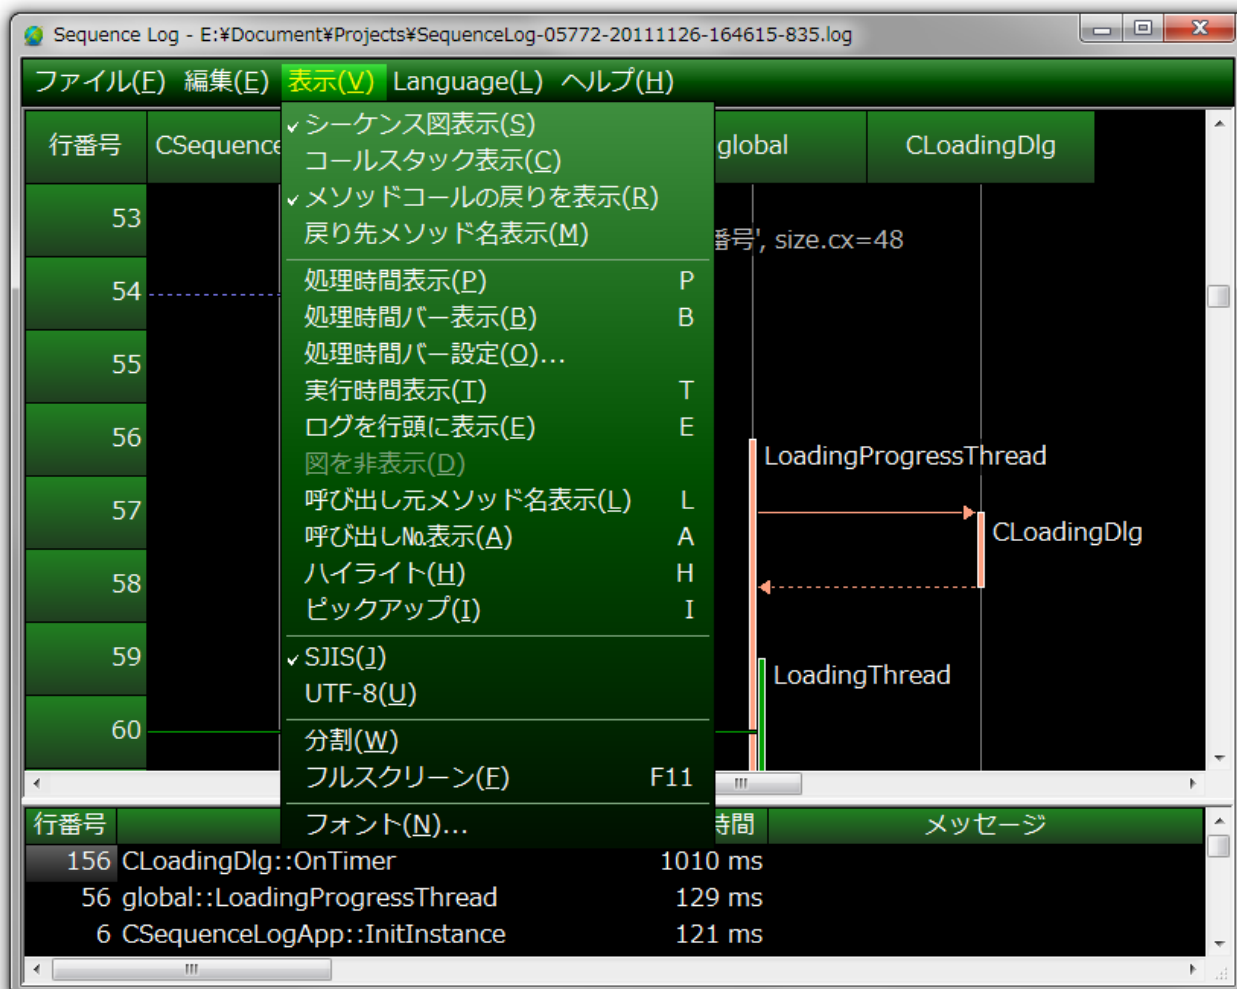 Sequence Log - E:¥Document¥Projects¥SequenceLog-05772-20111126-164615-835.log
ファイル(F) 編集(E) 表示(V) Language(L) ヘルプ(H)
行番号 CSequence global CLoadingDlg
シーケンス図表示(S)
コールスタック表示(C)
メソッドコールの戻りを表示(R)
戻り先メソッド名表示(M)
処理時間表示(P) P
処理時間バー表示(B) B
処理時間バー設定(O)...
実行時間表示(T) T
ログを行頭に表示(E) E
図を非表示(D)
呼び出し元メソッド名表示(L) L
呼び出し№表示(A) A
ハイライト(H) H
ピックアップ(I) I
SJIS(J)
UTF-8(U)
分割(W)
フルスクリーン(F) F11
フォント(N)...
53
番号', size.cx=48
54
55
56
LoadingProgressThread
57
CLoadingDlg
58
59
LoadingThread
60
行番号 時間 メッセージ
156 CLoadingDlg::OnTimer 1010 ms
56 global::LoadingProgressThread 129 ms
6 CSequenceLogApp::InitInstance 121 ms